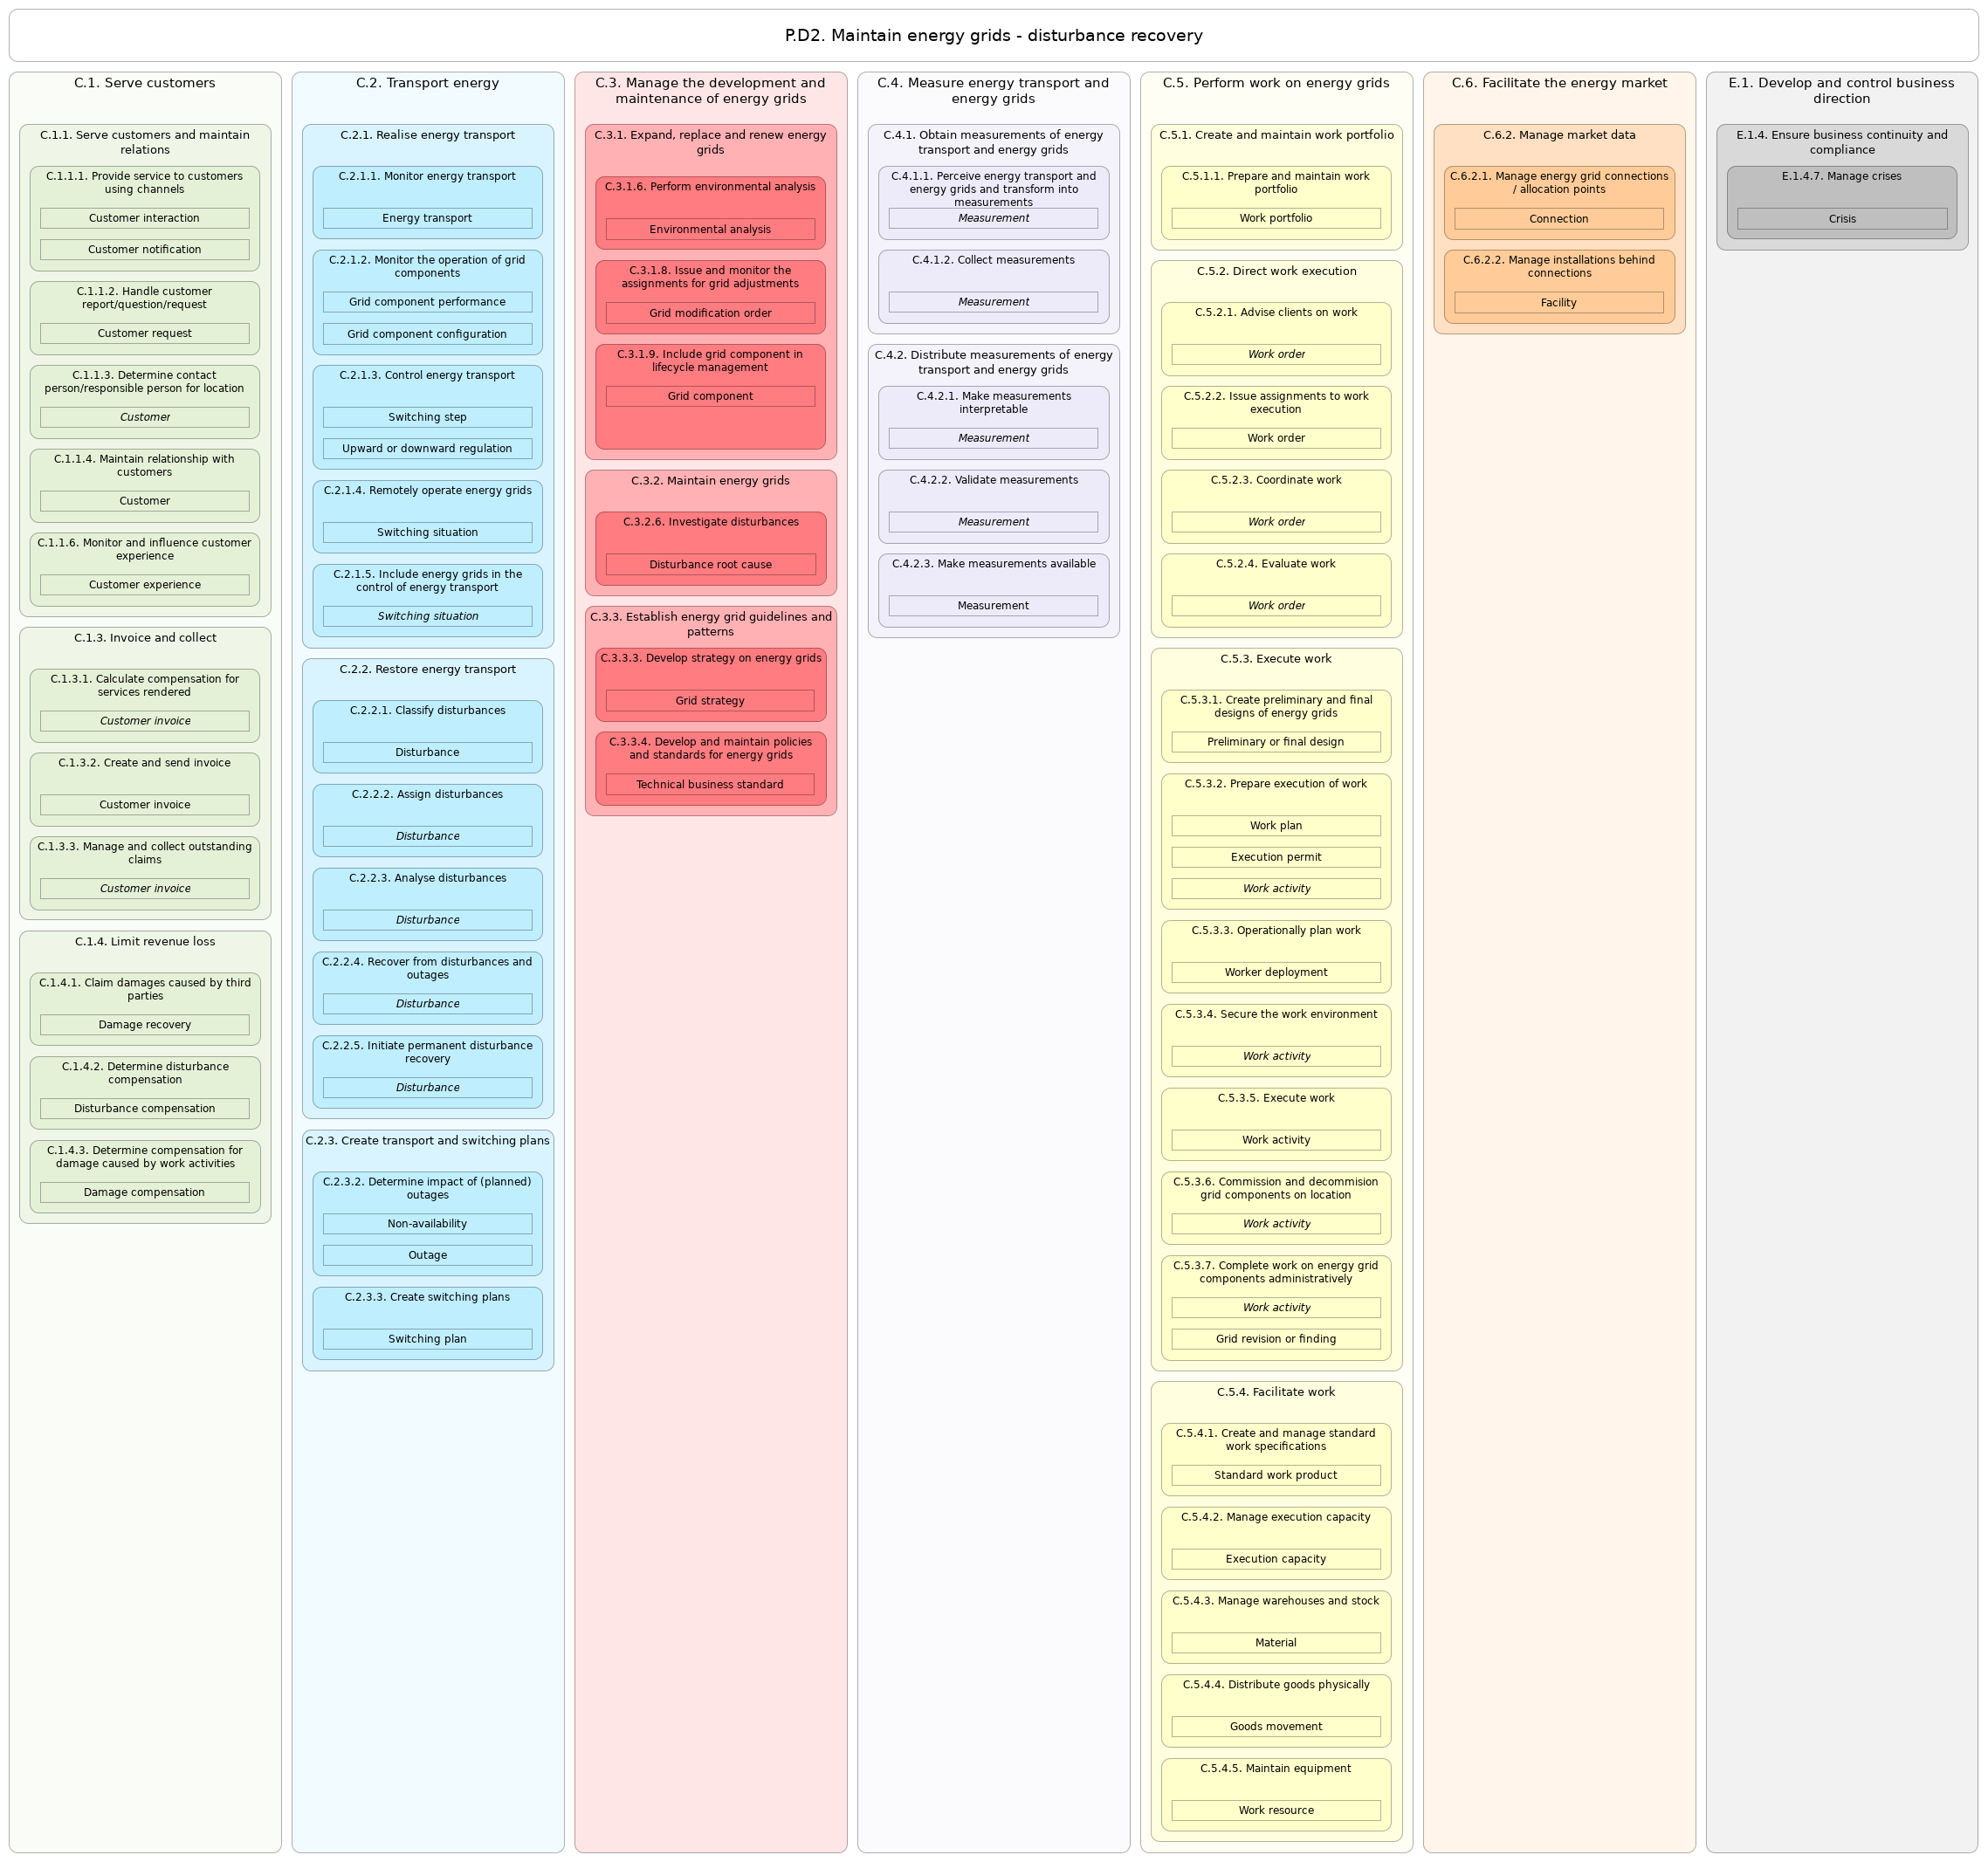 P.D2. Maintain energy grids - disturbance recovery
C.1. Serve customers
C.1.1. Serve customers and maintain
relations
C.1.1.1. Provide service to customers
using channels
Customer interaction
Customer notification
C.1.1.2. Handle customer
report/question/request
Customer request
C.1.1.3. Determine contact
person/responsible person for location
Customer
C.1.1.4. Maintain relationship with
customers
Customer
C.1.1.6. Monitor and influence customer
experience
Customer experience
C.1.3. Invoice and collect
C.1.3.1. Calculate compensation for
services rendered
Customer invoice
C.1.3.2. Create and send invoice
Customer invoice
C.1.3.3. Manage and collect outstanding
claims
Customer invoice
C.1.4. Limit revenue loss
C.1.4.1. Claim damages caused by third
parties
Damage recovery
C.1.4.2. Determine disturbance
compensation
Disturbance compensation
C.1.4.3. Determine compensation for
damage caused by work activities
Damage compensation
C.2. Transport energy
C.2.1. Realise energy transport
C.2.1.1. Monitor energy transport
Energy transport
C.2.1.2. Monitor the operation of grid
components
Grid component performance
Grid component configuration
C.2.1.3. Control energy transport
Switching step
Upward or downward regulation
C.2.1.4. Remotely operate energy grids
Switching situation
C.2.1.5. Include energy grids in the
control of energy transport
Switching situation
C.2.2. Restore energy transport
C.2.2.1. Classify disturbances
Disturbance
C.2.2.2. Assign disturbances
Disturbance
C.2.2.3. Analyse disturbances
Disturbance
C.2.2.4. Recover from disturbances and
outages
Disturbance
C.2.2.5. Initiate permanent disturbance
recovery
Disturbance
C.2.3. Create transport and switching plans
C.2.3.2. Determine impact of (planned)
outages
Non-availability
Outage
C.2.3.3. Create switching plans
Switching plan
C.3. Manage the development and
maintenance of energy grids
C.3.1. Expand, replace and renew energy
grids
C.3.1.6. Perform environmental analysis
Environmental analysis
C.3.1.8. Issue and monitor the
assignments for grid adjustments
Grid modification order
C.3.1.9. Include grid component in
lifecycle management
Grid component
C.3.2. Maintain energy grids
C.3.2.6. Investigate disturbances
Disturbance root cause
C.3.3. Establish energy grid guidelines and
patterns
C.3.3.3. Develop strategy on energy grids
Grid strategy
C.3.3.4. Develop and maintain policies
and standards for energy grids
Technical business standard
C.4. Measure energy transport and
energy grids
C.4.1. Obtain measurements of energy
transport and energy grids
C.4.1.1. Perceive energy transport and
energy grids and transform into
measurements
Measurement
C.4.1.2. Collect measurements
Measurement
C.4.2. Distribute measurements of energy
transport and energy grids
C.4.2.1. Make measurements
interpretable
Measurement
C.4.2.2. Validate measurements
Measurement
C.4.2.3. Make measurements available
Measurement
C.5. Perform work on energy grids
C.5.1. Create and maintain work portfolio
C.5.1.1. Prepare and maintain work
portfolio
Work portfolio
C.5.2. Direct work execution
C.5.2.1. Advise clients on work
Work order
C.5.2.2. Issue assignments to work
execution
Work order
C.5.2.3. Coordinate work
Work order
C.5.2.4. Evaluate work
Work order
C.5.3. Execute work
C.5.3.1. Create preliminary and final
designs of energy grids
Preliminary or final design
C.5.3.2. Prepare execution of work
Work plan
Execution permit
Work activity
C.5.3.3. Operationally plan work
Worker deployment
C.5.3.4. Secure the work environment
Work activity
C.5.3.5. Execute work
Work activity
C.5.3.6. Commission and decommision
grid components on location
Work activity
C.5.3.7. Complete work on energy grid
components administratively
Work activity
Grid revision or finding
C.5.4. Facilitate work
C.5.4.1. Create and manage standard
work specifications
Standard work product
C.5.4.2. Manage execution capacity
Execution capacity
C.5.4.3. Manage warehouses and stock
Material
C.5.4.4. Distribute goods physically
Goods movement
C.5.4.5. Maintain equipment
Work resource
C.6. Facilitate the energy market
C.6.2. Manage market data
C.6.2.1. Manage energy grid connections
/ allocation points
Connection
C.6.2.2. Manage installations behind
connections
Facility
E.1. Develop and control business
direction
E.1.4. Ensure business continuity and
compliance
E.1.4.7. Manage crises
Crisis